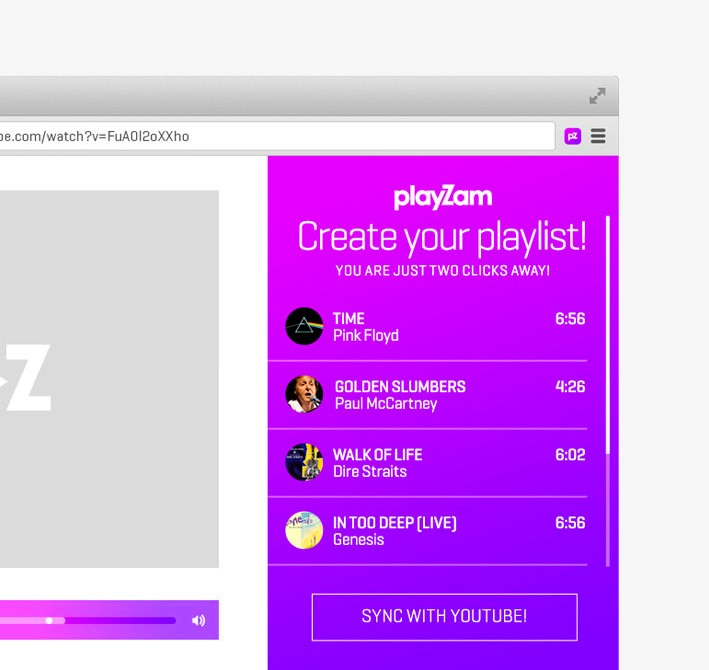 be.com/watch?v=FuA0l2oXXho
pZ
playZam
Create your playlist!
YOU ARE JUST TWO CLICKS AWAY!
TIME 6:56
Pink Floyd
GOLDEN SLUMBERS 4:26
Paul McCartney
WALK OF LIFE 6:02
Dire Straits
IN TOO DEEP (LIVE) 6:56
Genesis
Z
SYNC WITH YOUTUBE!